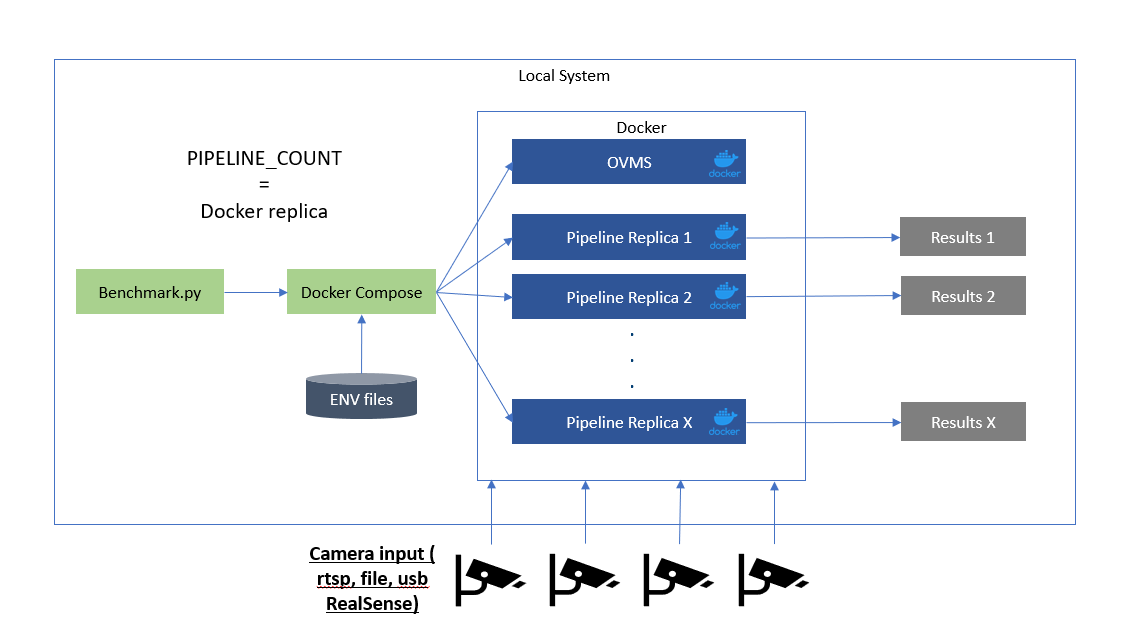 Local System
PIPELINE_COUNT
=
Docker replica
Benchmark.py
Docker Compose
ENV files
Docker
OVMS
docker
Pipeline Replica 1
docker
Pipeline Replica 2
docker
.
.
.
Pipeline Replica X
docker
Results 1
Results 2
Results X
Camera input (
rtsp, file, usb
RealSense)